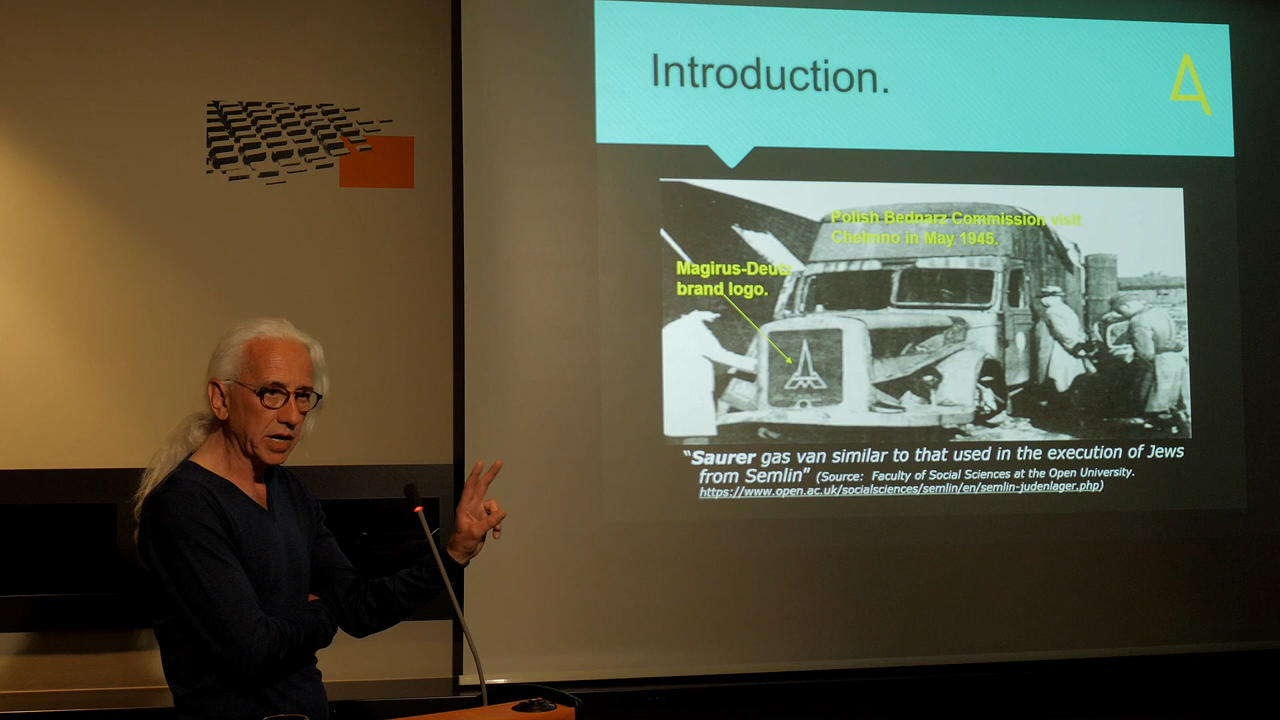 Introduction.
Polish Bednarz Commission visit
Chelmno in May 1945.
Magirus-Deutz
brand logo.
"Saurer gas van similar to that used in the execution of Jews
from Semlin" (Source: Faculty of Social Sciences at the Open University.
https://www.open.ac.uk/socialsciences/semlin/en/semlin-judenlager.php)